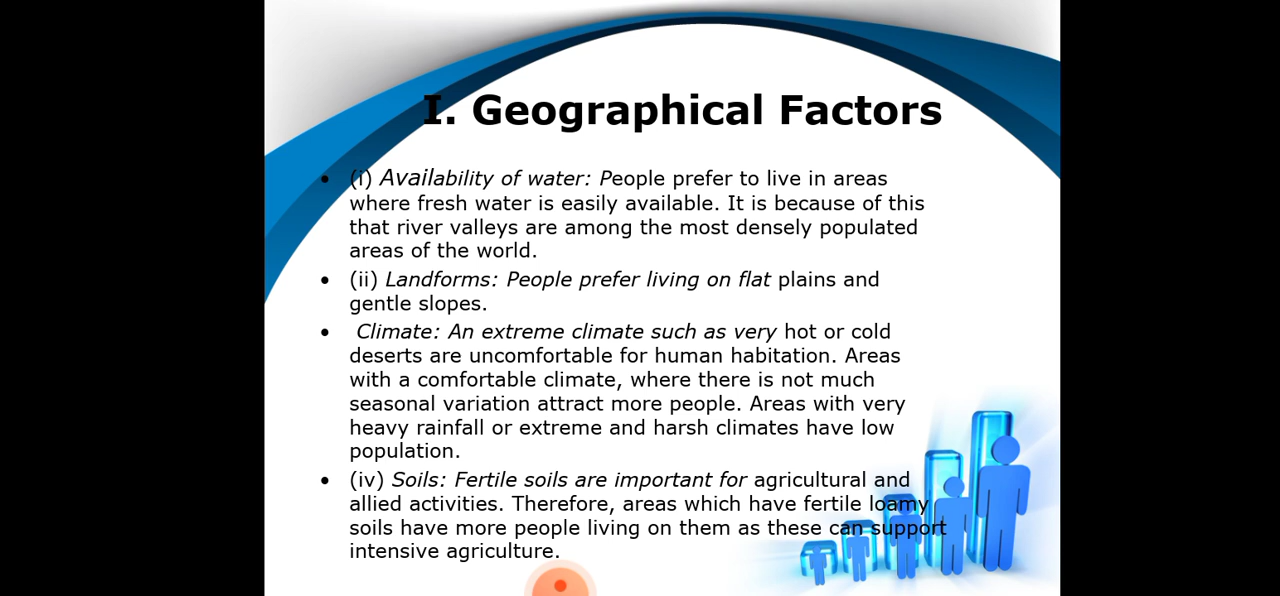 I. Geographical Factors
• (i) Availability of water: People prefer to live in areas
where fresh water is easily available. It is because of this
that river valleys are among the most densely populated
areas of the world.
• (ii) Landforms: People prefer living on flat plains and
gentle slopes.
• Climate: An extreme climate such as very hot or cold
deserts are uncomfortable for human habitation. Areas
with a comfortable climate, where there is not much
seasonal variation attract more people. Areas with very
heavy rainfall or extreme and harsh climates have low
population.
• (iv) Soils: Fertile soils are important for agricultural and
allied activities. Therefore, areas which have fertile loamy
soils have more people living on them as these can support
intensive agriculture.